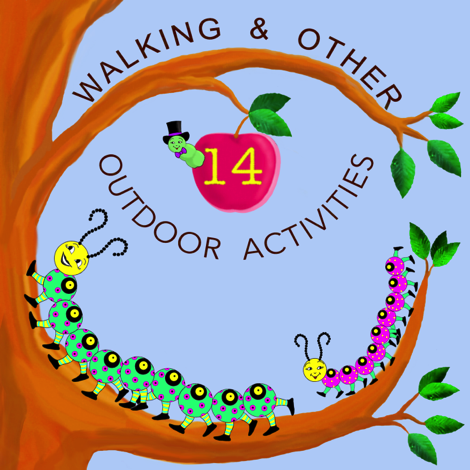 WALKING & OTHER
14
OUTDOOR ACTIVITIES